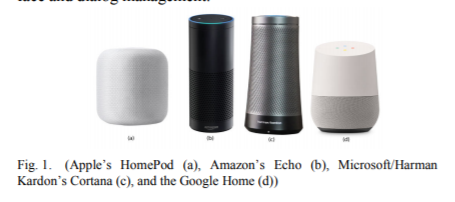 face and dialog management.
(a)
(b)
(c)
(d)
Fig. 1. (Apple's HomePod (a), Amazon's Echo (b), Microsoft/Harman
Kardon's Cortana (c), and the Google Home (d))